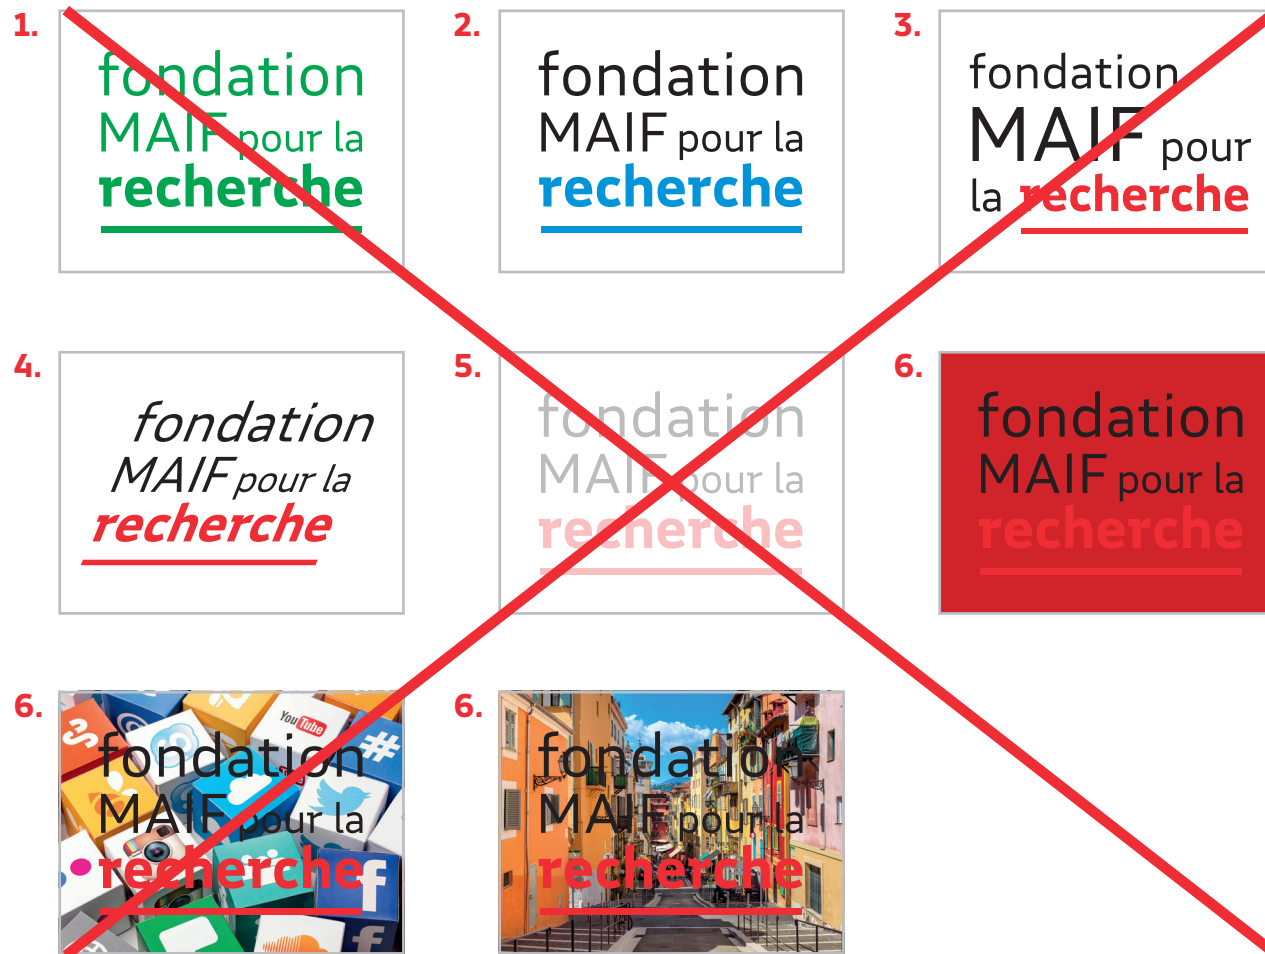 1.
fondation
MAIF pour la
recherche
2.
fondation
MAIF pour la
recherche
3.
fondation
MAIF pour
la recherche
4.
fondation
MAIF pour la
recherche
5.
fondation
MAIF pour la
recherche
6.
fondation
MAIF pour la
recherche
6.
YouTube
#
fondation
MAIF pour la
recherche
f
f
6.
fondation
MAIF pour la
recherche